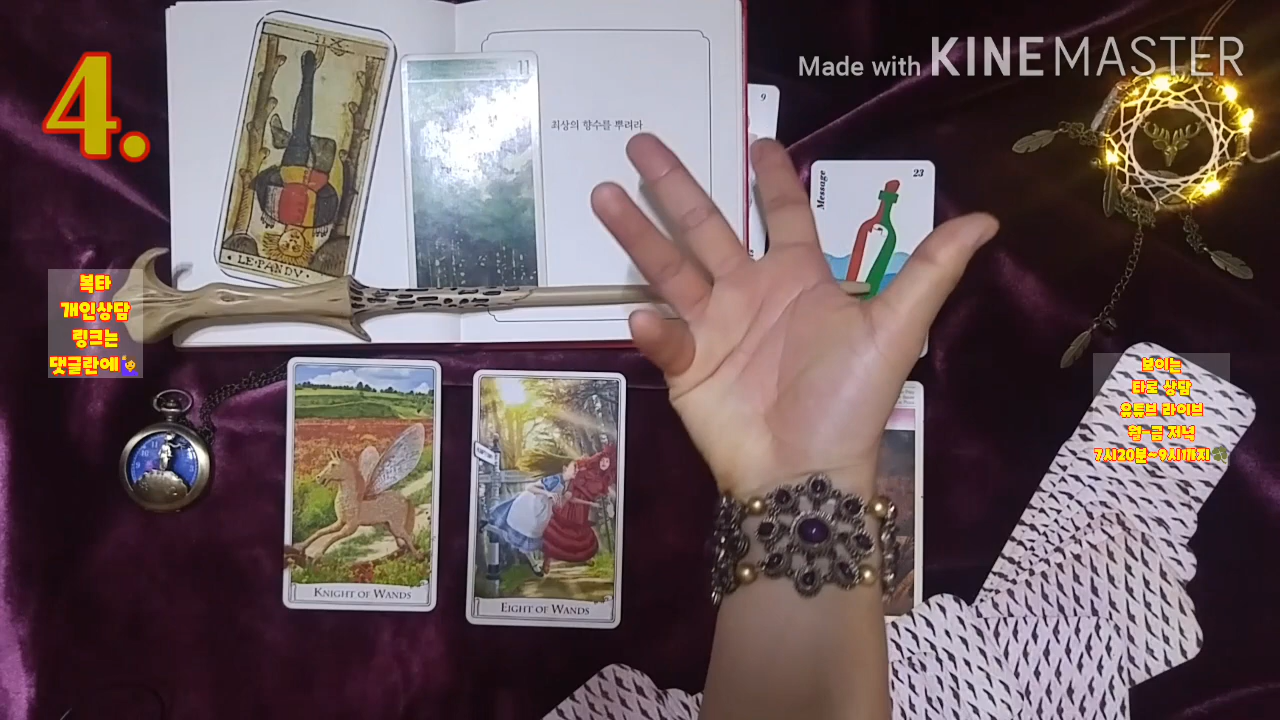 4.
Made with KINEMASTER
11
최상의 향수를 뿌려라
9
23
Message
LE·PANDV·
복타
개인상담
링크는
댓글란에
보이는
타로 상담
유튜브 라이브
월-금 저녁
7시20분~9시까지
KNIGHT OF WANDS
EIGHT OF WANDS